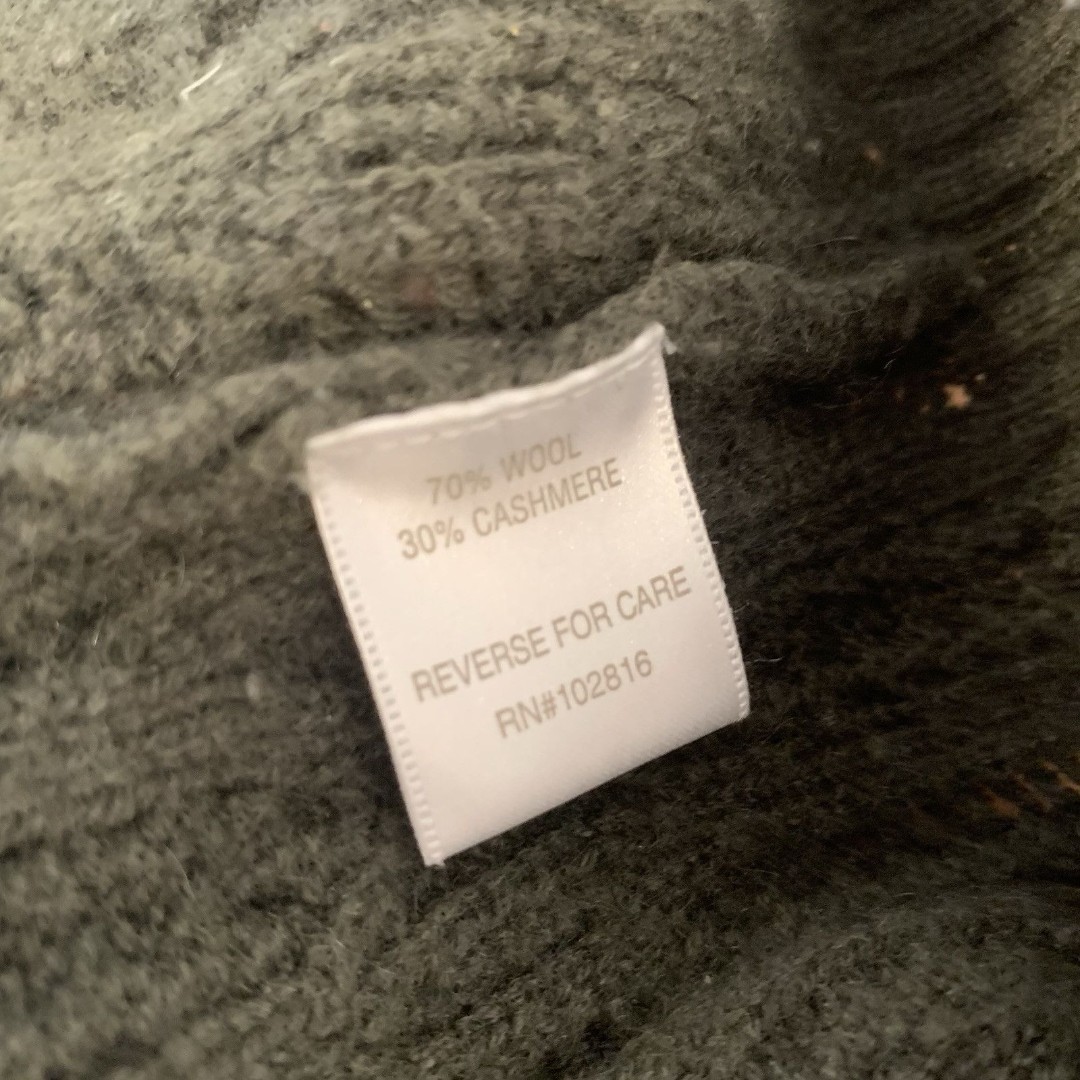 70% WOOL
30% CASHMERE
REVERSE FOR CARE
RN#102816